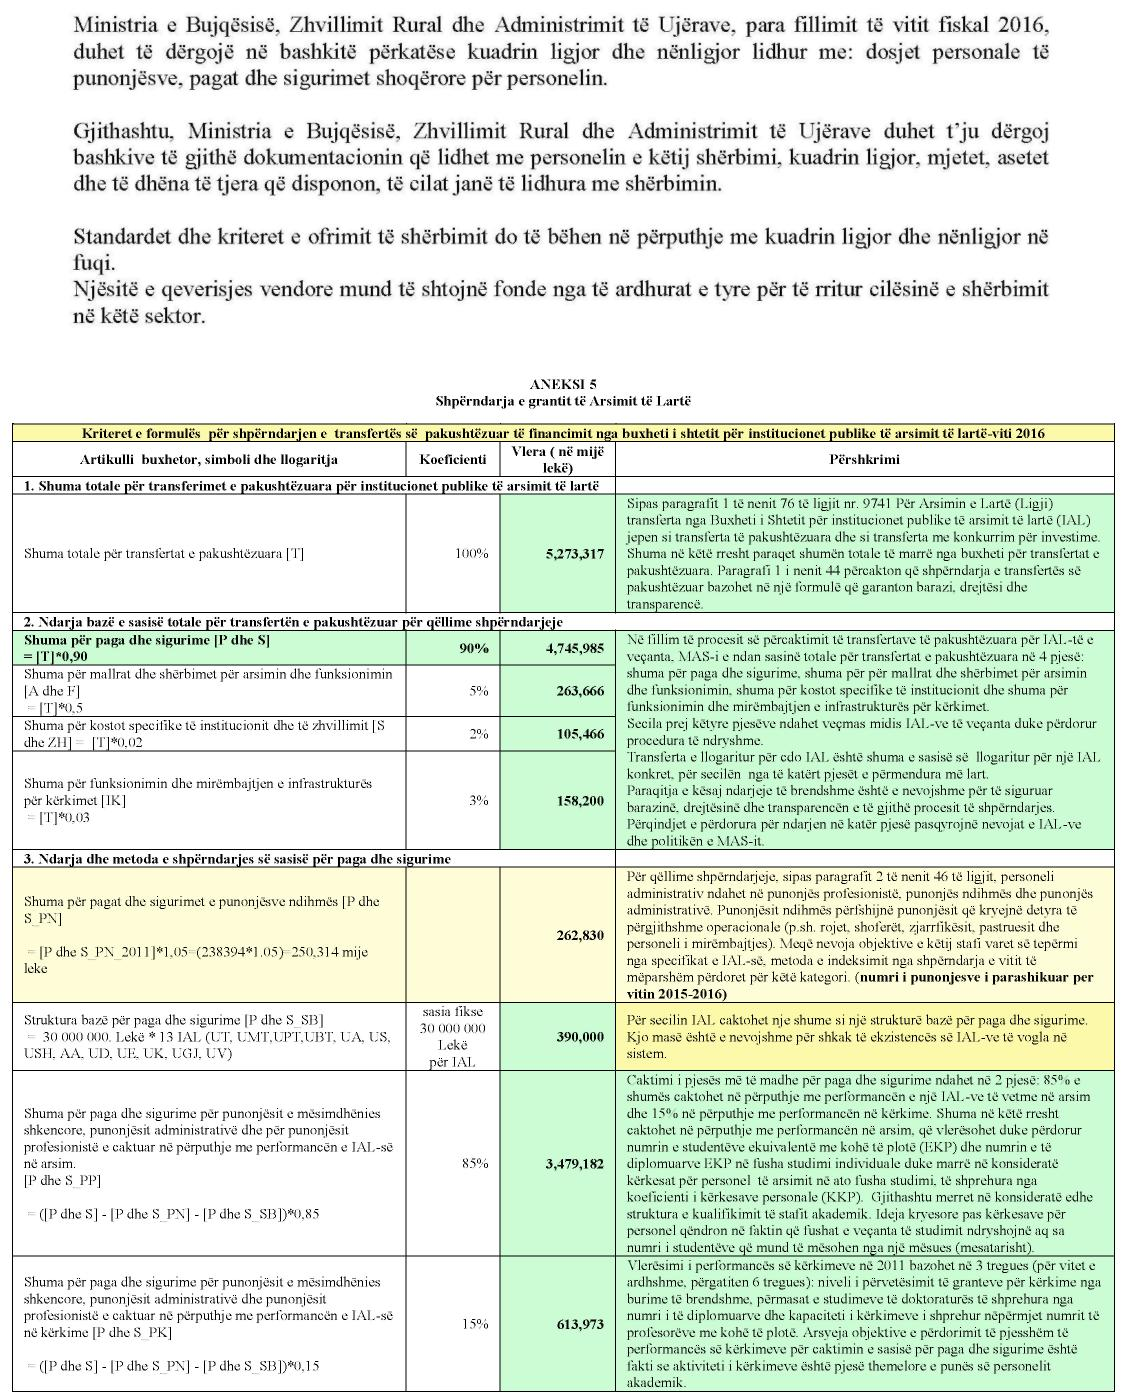 Ministria e Bujqësisë, Zhvillimit Rural dhe Administrimit të Ujërave, para fillimit të vitit fiskal 2016,
duhet të dërgojë në bashkitë përkatëse kuadrin ligjor dhe nënligjor lidhur me: dosjet personale të
punonjësve, pagat dhe sigurimet shoqërore për personelin.
Gjithashtu, Ministria e Bujqësisë, Zhvillimit Rural dhe Administrimit të Ujërave duhet t'ju dërgoj
bashkive të gjithë dokumentacionin që lidhet me personelin e këtij shërbimi, kuadrin ligjor, mjetet, asetet
dhe të dhëna të tjera që disponon, të cilat janë të lidhura me shërbimin.
Standardet dhe kriteret e ofrimit të shërbimit do të bëhen në përputhje me kuadrin ligjor dhe nënligjor në
fuqi.
Njësitë e qeverisjes vendore mund të shtojnë fonde nga të ardhurat e tyre për të rritur cilësinë e shërbimit
në këtë sektor.
ANEKSI 5
Shpërndarja e grantit të Arsimit të Lartë
Kriteret e formulës për shpërndarjen e transfertës së pakushtëzuar të financimit nga buxheti i shtetit për institucionet publike të arsimit të lartë-viti 2016
Artikulli buxhetor, simboli dhe llogaritja
Koeficienti
Vlera ( në mijë
lekë)
Përshkrimi
1. Shuma totale për transferimet e pakushtëzuara për institucionet publike të arsimit të lartë
Shuma totale për transfertat e pakushtëzuara [T]
100%
5,273,317
Sipas paragrafit 1 të nenit 76 të ligjit nr. 9741 Për Arsimin e Lartë (Ligji)
transferta nga Buxheti i Shtetit për institucionet publike të arsimit të lartë (IAL)
jepen si transferta të pakushtëzuara dhe si transferta me konkurrim për investime.
Shuma në këtë rresht paraqet shumën totale të marrë nga buxheti për transfertat e
pakushtëzuara. Paragrafi 1 i nenit 44 përcakton që shpërndarja e transfertës së
pakushtëzuar bazohet në një formulë që garanton barazi, drejtësi dhe
transparencë.
2. Ndarja bazë e sasisë totale për transfertën e pakushtëzuar për qëllime shpërndarjeje
Shuma për paga dhe sigurime [P dhe S]
= [T]*0,90
90%
4,745,985
Shuma për mallrat dhe shërbimet për arsimin dhe funksionimin
[A dhe F]
= [T]*0,5
5%
263,666
Shuma për kostot specifike të institucionit dhe të zhvillimit [S
dhe ZH] = [T]*0,02
2%
105,466
Shuma për funksionimin dhe mirëmbajtjen e infrastrukturës
për kërkimet [IK]
= [T]*0,03
3%
158,200
Në fillim të procesit së përcaktimit të transfertave të pakushtëzuara për IAL-të e
veçanta, MAS-i e ndan sasinë totale për transfertat e pakushtëzuara në 4 pjesë:
shuma për paga dhe sigurime, shuma për për mallrat dhe shërbimet për arsimin
dhe funksionimin, shuma për kostot specifike të institucionit dhe shuma për
funksionimin dhe mirëmbajtjen e infrastrukturës për kërkimet.
Secila prej këtyre pjesëve ndahet veçmas midis IAL-ve të veçanta duke përdorur
procedura të ndryshme.
Transferta e llogaritur për cdo IAL është shuma e sasisë së llogaritur për një IAL
konkret, për secilën nga të katërt pjesët e përmendura më lart.
Paraqitja e kësaj ndarjeje të brendshme është e nevojshme për të siguruar
barazinë, drejtësinë dhe transparencën e të gjithë procesit të shpërndarjes.
Përqindjet e përdorura për ndarjen në katër pjesë pasqyrojnë nevojat e IAL-ve
dhe politikën e MAS-it.
3. Ndarja dhe metoda e shpërndarjes së sasisë për paga dhe sigurime
Shuma për pagat dhe sigurimet e punonjësve ndihmës [P dhe
S_PN]
= [P dhe S_PN_2011]*1,05=(238394*1.05)=250,314 mije
leke
262,830
Për qëllime shpërndarjeje, sipas paragrafit 2 të nenit 46 të ligjit, personeli
administrativ ndahet në punonjës profesionistë, punonjës ndihmës dhe punonjës
administrativë. Punonjësit ndihmës përfshijnë punonjësit që kryejnë detyra të
përgjithshme operacionale (p.sh. rojet, shoferët, zjarrfikësit, pastruesit dhe
personeli i mirëmbajtjes). Meqë nevoja objektive e këtij stafi varet së tepërmi
nga specifikat e IAL-së, metoda e indeksimit nga shpërndarja e vitit të
mëparshëm përdoret për këtë kategori. (numri i punonjesve i parashikuar per
vitin 2015-2016)
Struktura bazë për paga dhe sigurime [P dhe S_SB]
= 30 000 000. Lekë * 13 IAL (UT, UMT,UPT,UBT, UA, US,
USH, AA, UD, UE, UK, UGJ, UV)
sasia fikse
30 000 000
Lekë
për IAL
390,000
Për secilin IAL caktohet nje shume si një strukturë bazë për paga dhe sigurime.
Kjo masë është e nevojshme për shkak të ekzistencës së IAL-ve të vogla në
sistem.
Shuma për paga dhe sigurime për punonjësit e mësimdhënies
shkencore, punonjësit administrativë dhe për punonjësit
profesionistë e caktuar në përputhje me performancën e IAL-së
në arsim.
[P dhe S_PP]
= ([P dhe S] - [P dhe S_PN] - [P dhe S_SB])*0,85
85%
3,479,182
Caktimi i pjesës më të madhe për paga dhe sigurime ndahet në 2 pjesë: 85% e
shumës caktohet në përputhje me performancën e një IAL-ve të vetme në arsim
dhe 15% në përputhje me performancën në kërkime. Shuma në këtë rresht
caktohet në përputhje me performancën në arsim, që vlerësohet duke përdorur
numrin e studentëve ekuivalentë me kohë të plotë (EKP) dhe numrin e të
diplomuarve EKP në fusha studimi individuale duke marrë në konsideratë
kërkesat për personel të arsimit në ato fusha studimi, të shprehura nga
koeficienti i kërkesave personale (KKP). Gjithashtu merret në konsideratë edhe
struktura e kualifikimit të stafit akademik. Ideja kryesore pas kërkesave për
personel qëndron në faktin që fushat e veçanta të studimit ndryshojnë aq sa
numri i studentëve që mund të mësohen nga një mësues (mesatarisht).
Shuma për paga dhe sigurime për punonjësit e mësimdhënies
shkencore, punonjësit administrativë dhe punonjësit
profesionistë e caktuar në përputhje me performancën e IAL-së
në kërkime [P dhe S_PK]
= ([P dhe S] - [P dhe S_PN] - [P dhe S_SB])*0,15
15%
613,973
Vlerësimi i performancës së kërkimeve në 2011 bazohet në 3 tregues (për vitet e
ardhshme, përgatiten 6 tregues): niveli i përvetësimit të granteve për kërkime nga
burime të brendshme, përmasat e studimeve të doktoraturës të shprehura nga
numri i të diplomuarve dhe kapaciteti i kërkimeve i shprehur nëpërmjet numrit të
profesorëve me kohë të plotë. Arsyeja objektive e përdorimit të pjesshëm të
performancës së kërkimeve për caktimin e sasisë për paga dhe sigurime është
fakti se aktiviteti i kërkimeve është pjesë themelore e punës së personelit
akademik.